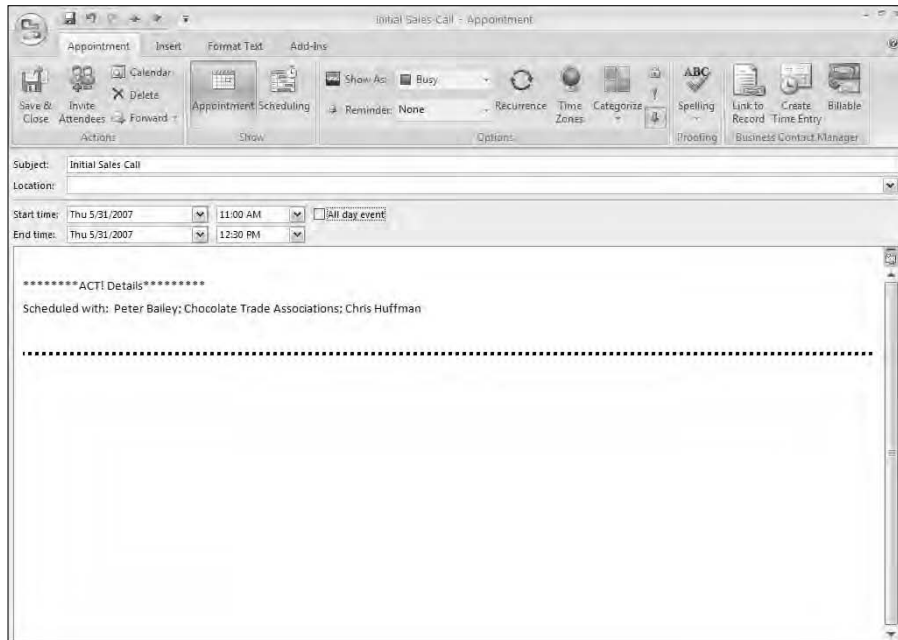 Initial Sales Call - Appointment
Appointment Insert Format Text Add-Ins
Save & Close
Invite Attendees
Calendar
Delete
Forward
Actions
Appointment Scheduling
Show
Show As: Busy
Reminder: None
Recurrence
Time Zones
Categorize
Options
ABC
Spelling
Proofing
Link to Record
Create Time Entry
Billable
Business Contact Manager
Subject: Initial Sales Call
Location:
Start time: Thu 5/31/2007 11:00 AM All day event
End time: Thu 5/31/2007 12:30 PM
********ACT! Details*********
Scheduled with: Peter Bailey; Chocolate Trade Associations; Chris Huffman